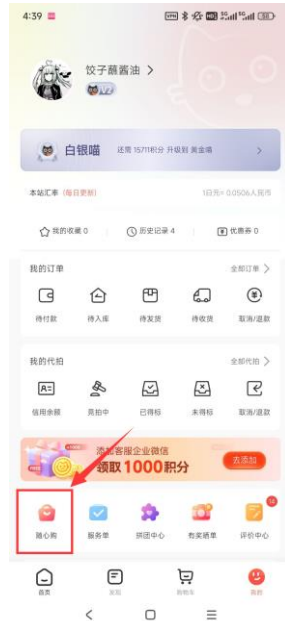 4:39
VPN 5G 5G 38
饺子蘸酱油 >
V2
白银喵 还需 15711积分 升级到 黄金喵 >
本站汇率 (每日更新) 1日元= 0.0506人民币
我的收藏 0 历史记录 4 优惠券 0
我的订单 全部订单 >
待付款 待入库 待发货 待收货 取消/退款
我的代拍 全部代拍 >
信用余额 竞拍中 已得标 未得标 取消/退款
添加客服企业微信
领取1000积分 去添加
随心购 服务单 拼团中心 有奖晒单 评价中心
首页 发现 购物车 我的